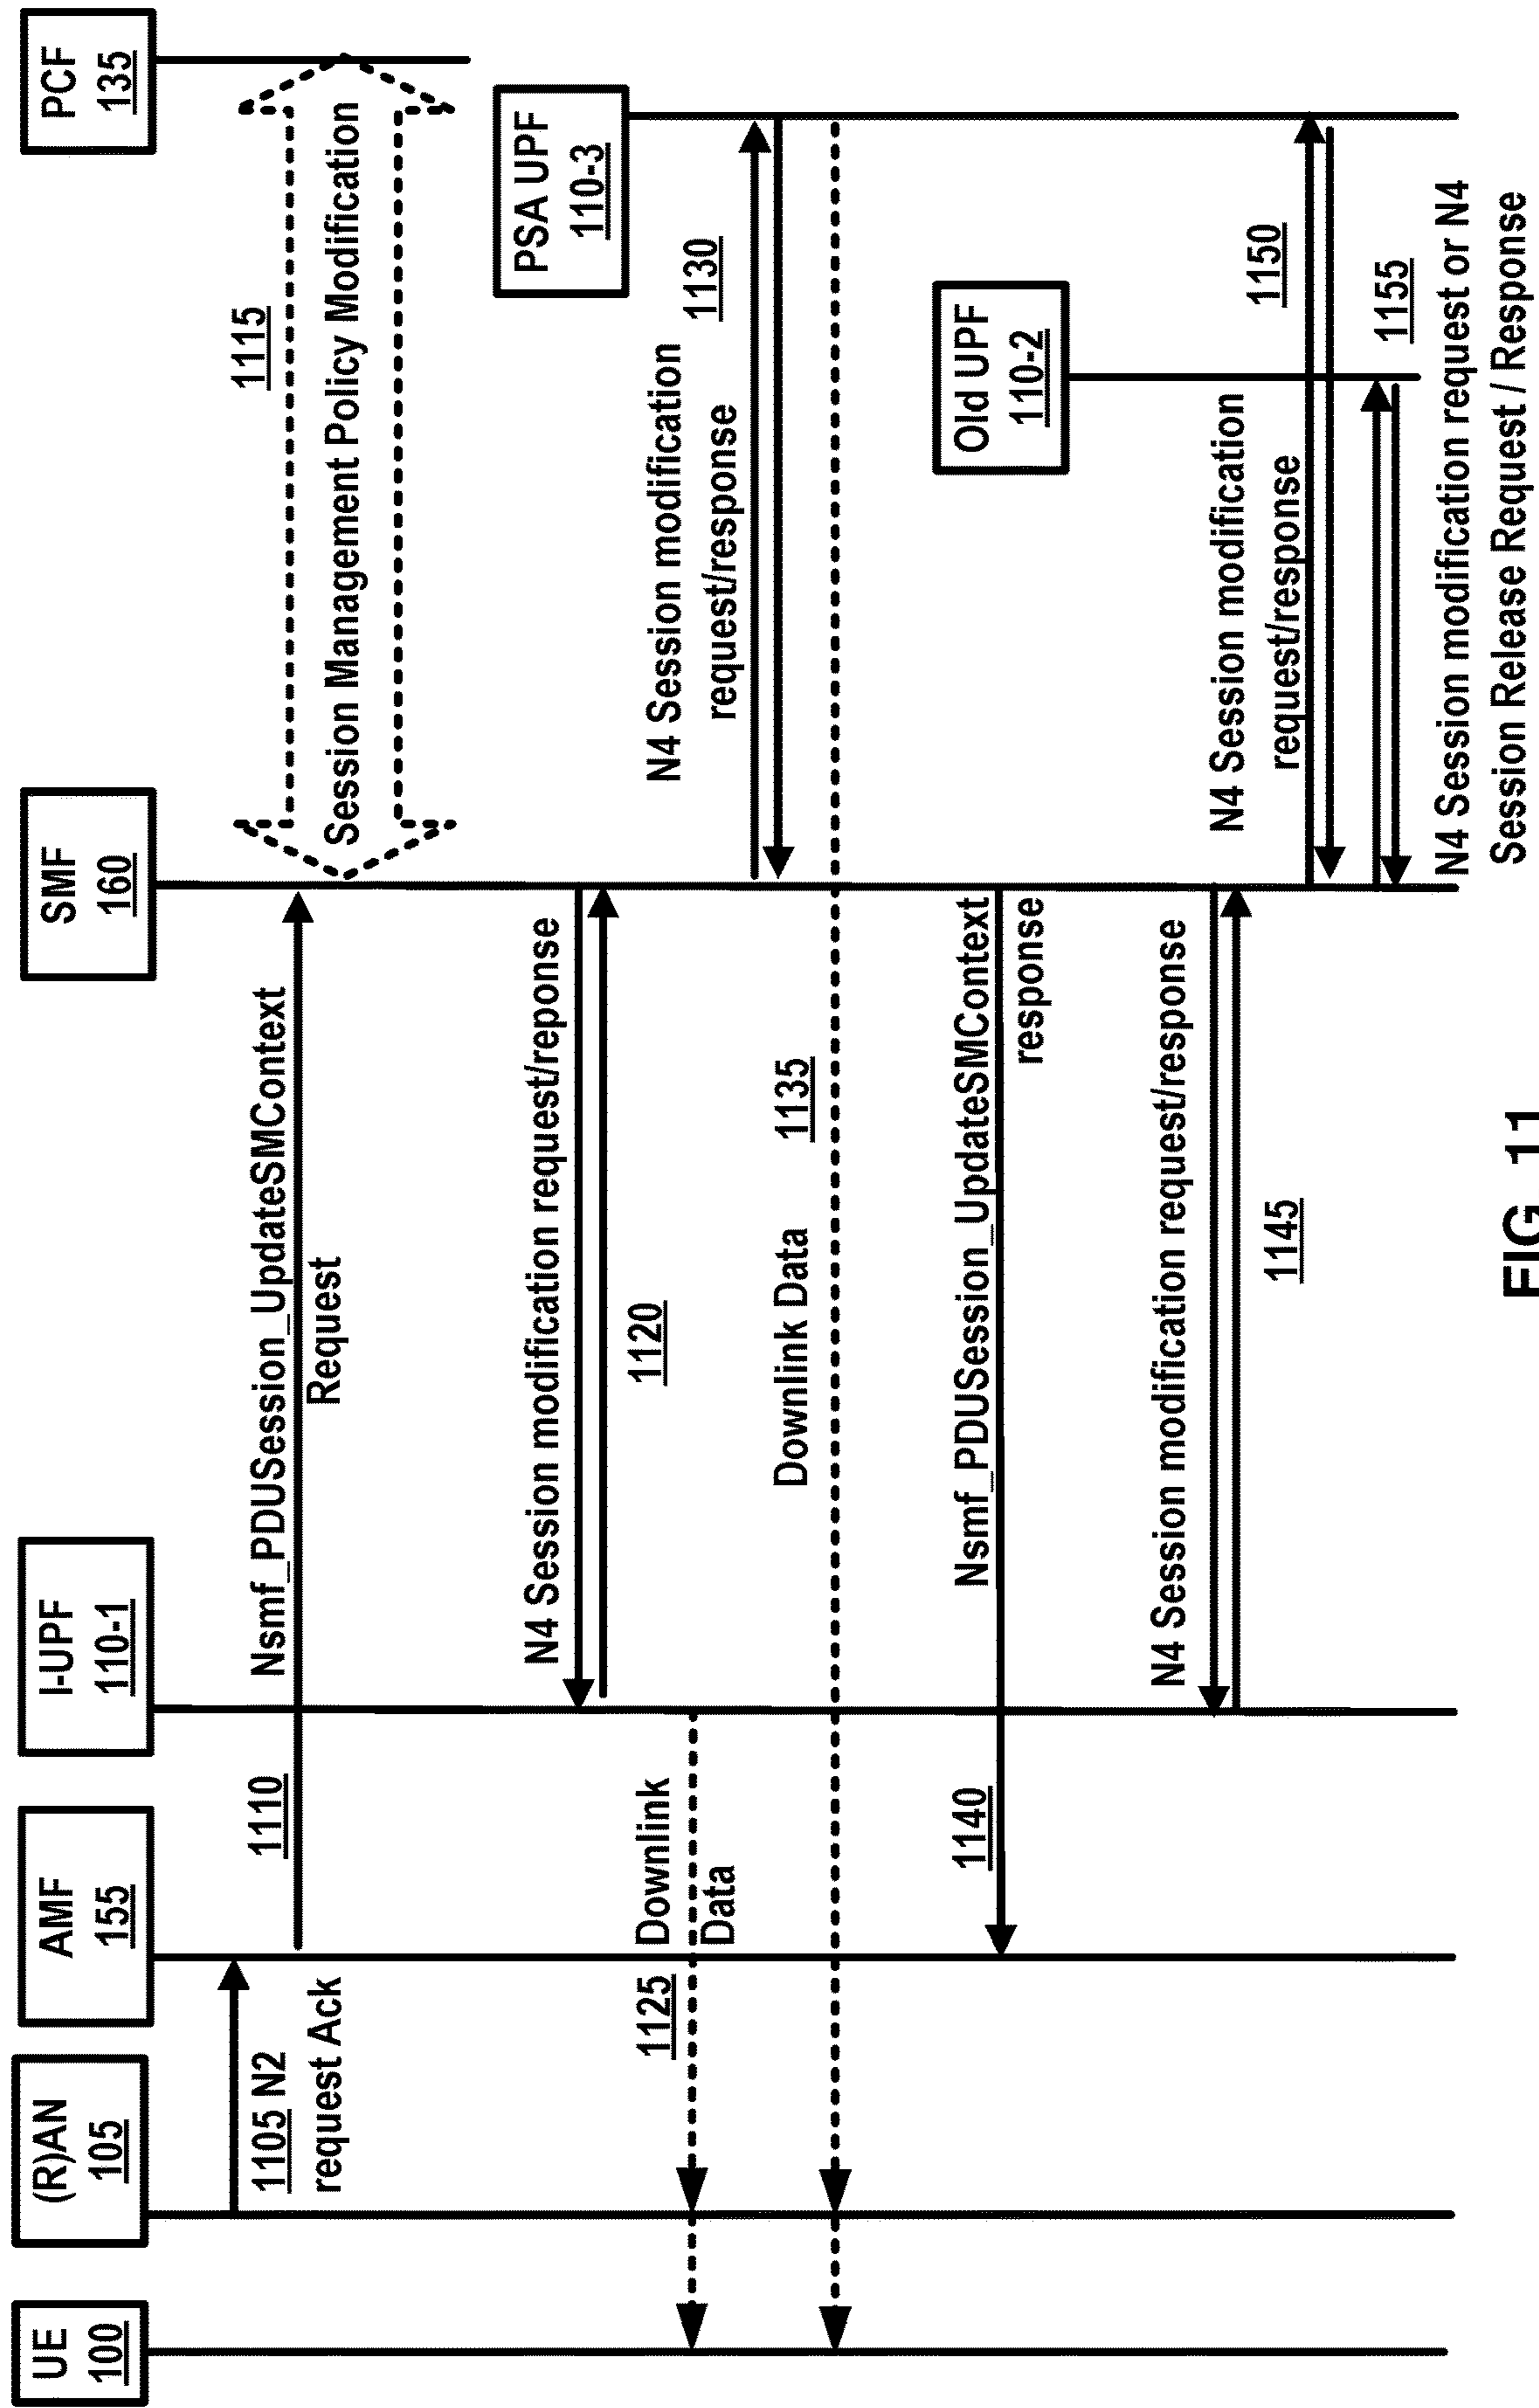 UE
100
(R)AN
105
AMF
155
I-UPF
110-1
SMF
160
PCF
135
1105 N2
request Ack
1110
Nsmf_PDUSession_UpdateSMContext
Request
1115
Session Management Policy Modification
N4 Session modification request/reponse
1120
PSA UPF
110-3
1125
Downlink
Data
N4 Session modification
request/response
1130
Downlink Data
1135
1140
Nsmf_PDUSession_UpdateSMContext
response
Old UPF
110-2
N4 Session modification request/response
1145
N4 Session modification
request/response
1150
1155
N4 Session modification request or N4
Session Release Request / Response
FIG. 11